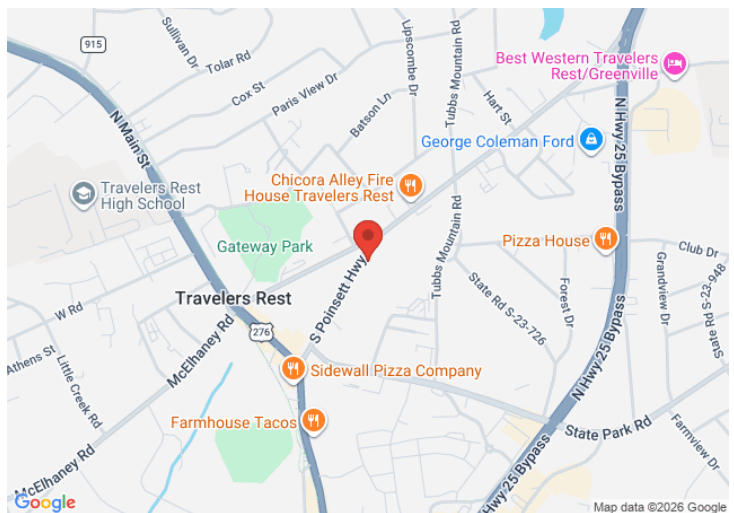 915
Sullivan Dr
Tolar Rd
Lipscombe Dr
Tubbs Mountain Rd
Best Western Travelers
Rest/Greenville
N Main St
Cox St
Paris View Dr
Batson Ln
Hart St
N Hwy 25 Bypass
George Coleman Ford
Travelers Rest
High School
Chicora Alley Fire
House Travelers Rest
Gateway Park
Tubbs Mountain Rd
Pizza House
Club Dr
W Rd
Travelers Rest
S Poinsett Hwy
State Rd S-23-726
Forest Dr
Grandview Dr
State Rd S-23-948
276
McElhaney Rd
Athens St
Little Creek Rd
Sidewall Pizza Company
N Hwy 25 Bypass
Farmhouse Tacos
State Park Rd
Farmview Dr
McElhaney Rd
N Hwy 25 Bypass
Google
Map data ©2026 Google